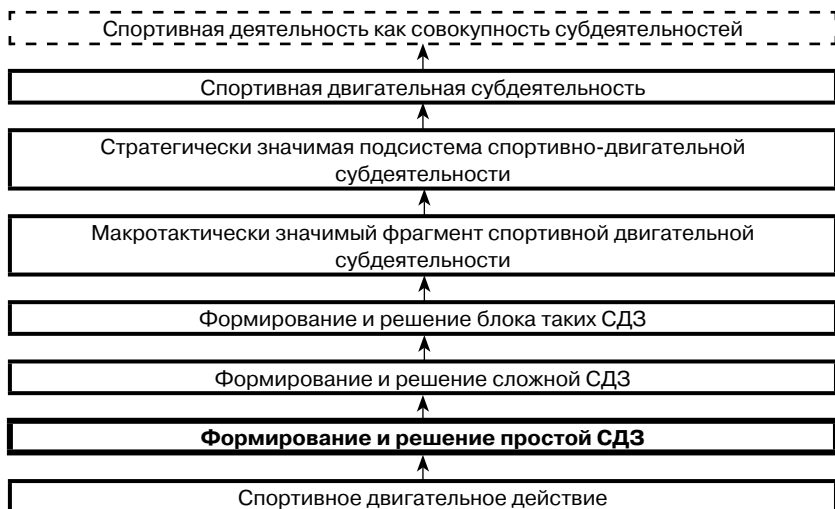 Спортивная деятельность как совокупность субдеятельностей
Спортивная двигательная субдеятельность
Стратегически значимая подсистема спортивно-двигательной
субдеятельности
Макротактически значимый фрагмент спортивной двигательной
субдеятельности
Формирование и решение блока таких СДЗ
Формирование и решение сложной СДЗ
Формирование и решение простой СДЗ
Спортивное двигательное действие